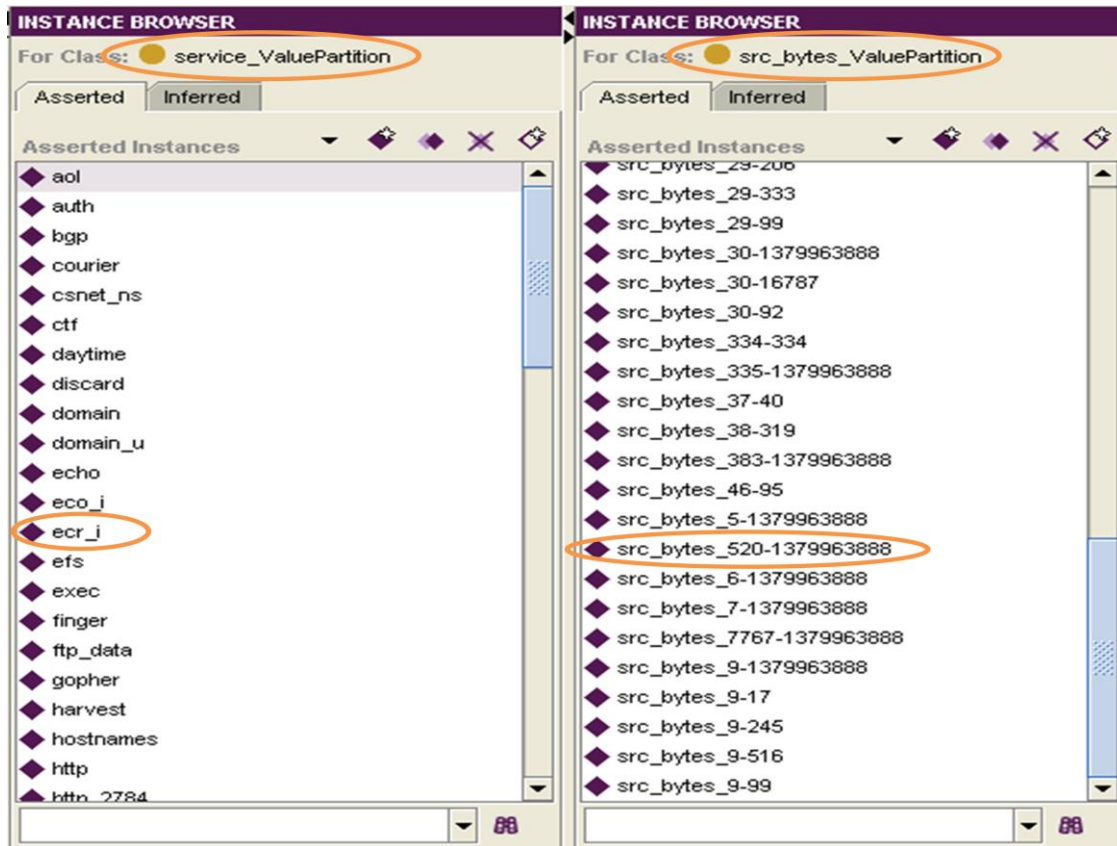 INSTANCE BROWSER
For Class: service_ValuePartition
Asserted Inferred
Asserted Instances
aol
auth
bgp
courier
csnet_ns
ctf
daytime
discard
domain
domain_u
echo
eco_i
ecr_i
efs
exec
finger
ftp_data
gopher
harvest
hostnames
http
http_2784
INSTANCE BROWSER
For Class: src_bytes_ValuePartition
Asserted Inferred
Asserted Instances
src_bytes_29-206
src_bytes_29-333
src_bytes_29-99
src_bytes_30-1379963888
src_bytes_30-16787
src_bytes_30-92
src_bytes_334-334
src_bytes_335-1379963888
src_bytes_37-40
src_bytes_38-319
src_bytes_383-1379963888
src_bytes_46-95
src_bytes_5-1379963888
src_bytes_520-1379963888
src_bytes_6-1379963888
src_bytes_7-1379963888
src_bytes_7767-1379963888
src_bytes_9-1379963888
src_bytes_9-17
src_bytes_9-245
src_bytes_9-516
src_bytes_9-99